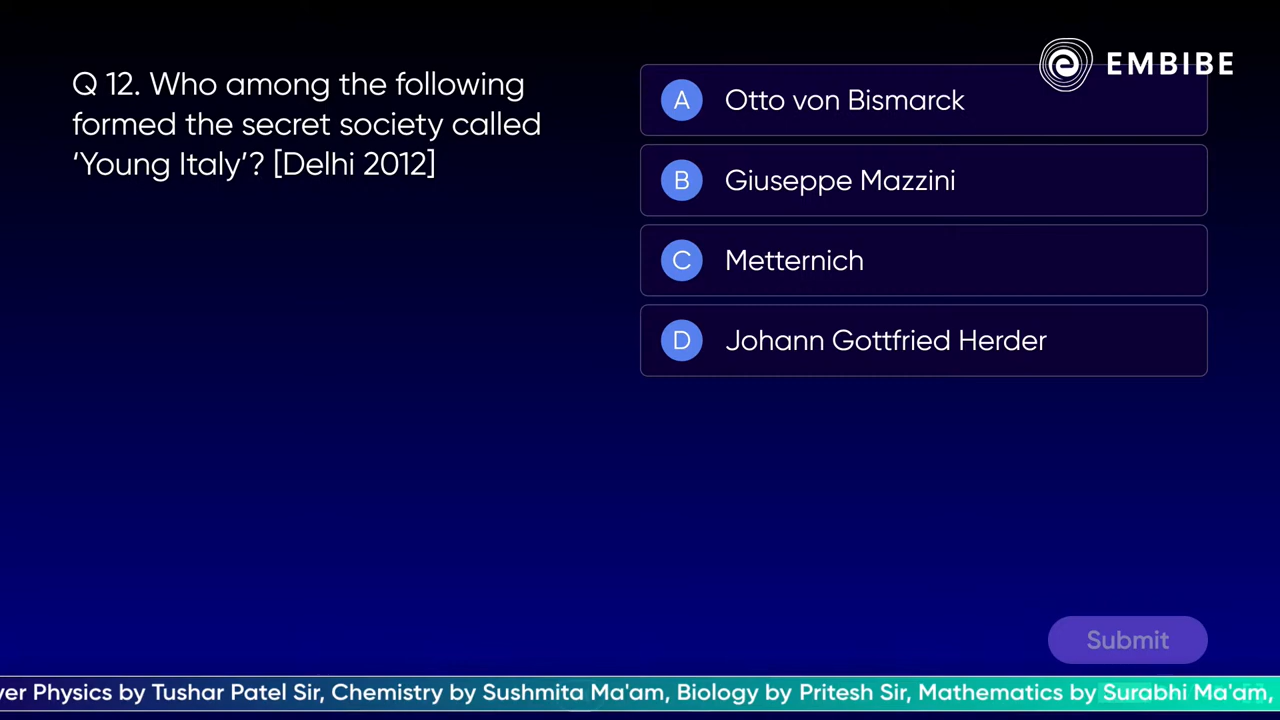 Q 12. Who among the following
formed the secret society called
‘Young Italy’? [Delhi 2012]
EMBIBE
A Otto von Bismarck
B Giuseppe Mazzini
C Metternich
D Johann Gottfried Herder
Submit
Physics by Tushar Patel Sir, Chemistry by Sushmita Ma'am, Biology by Pritesh Sir, Mathematics by Surabhi Ma'am,